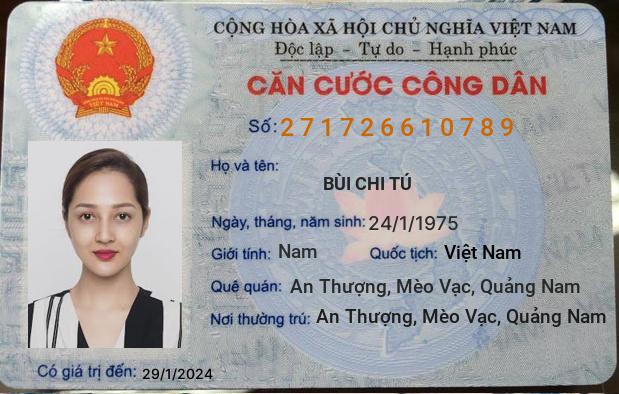 CỘNG HÒA XÃ HỘI CHỦ NGHĨA VIỆT NAM
Độc lập - Tự do - Hạnh phúc
CĂN CƯỚC CÔNG DÂN
Số: 271726610789
Họ và tên:
BÙI CHI TÚ
Ngày, tháng, năm sinh: 24/1/1975
Giới tính: Nam Quốc tịch: Việt Nam
Quê quán: An Thượng, Mèo Vạc, Quảng Nam
Nơi thường trú: An Thượng, Mèo Vạc, Quảng Nam
Có giá trị đến: 29/1/2024
VIỆT NAM